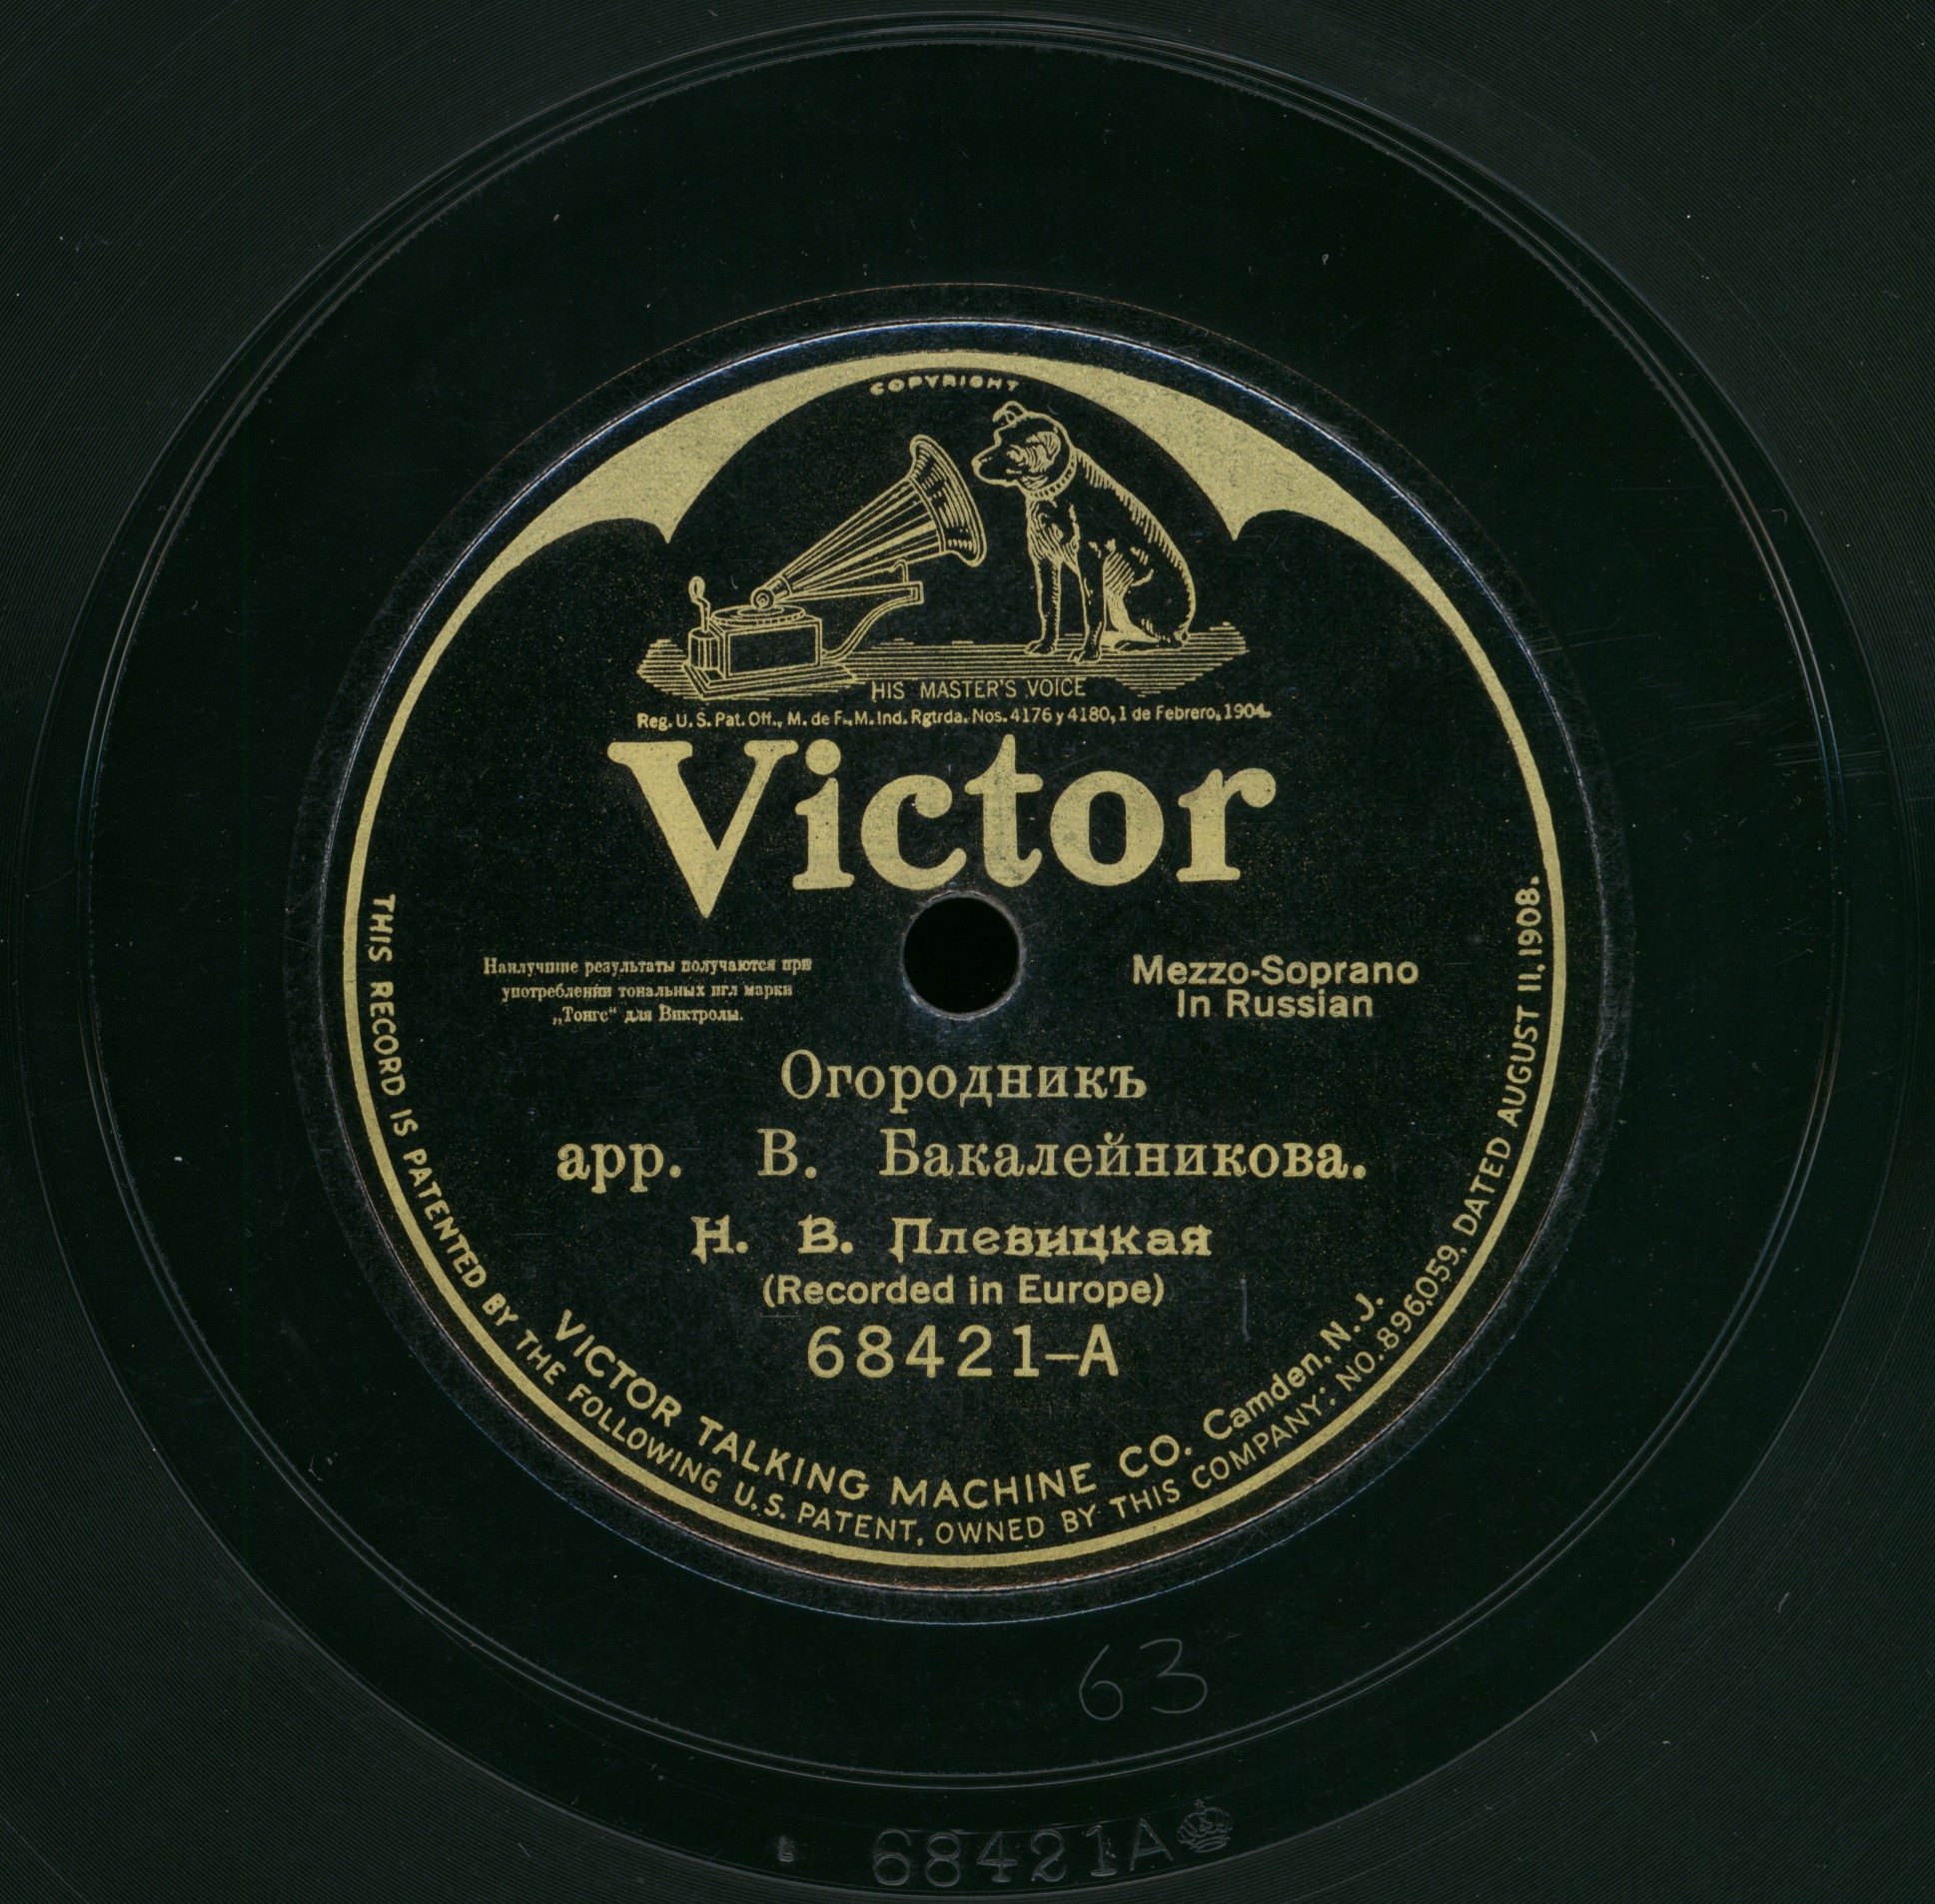 COPYRIGHT
HIS MASTER'S VOICE
Reg. U. S. Pat. Off., M. de F., M. Ind. Rgtrda. Nos. 4176 y 4180, 1 de Febrero, 1904.
Victor
Наилучшие результаты получаются при
употреблении тональных игл марки
„Тонгс“ для Виктролы.
Mezzo-Soprano
In Russian
Огородникъ
арр. В. Бакалейникова.
Н. В. Плевицкая
(Recorded in Europe)
68421-A
VICTOR TALKING MACHINE CO. Camden, N. J.
THIS RECORD IS PATENTED BY THE FOLLOWING U.S. PATENT, OWNED BY THIS COMPANY: NO. 896,059, DATED AUGUST 11, 1908.
63
68421A